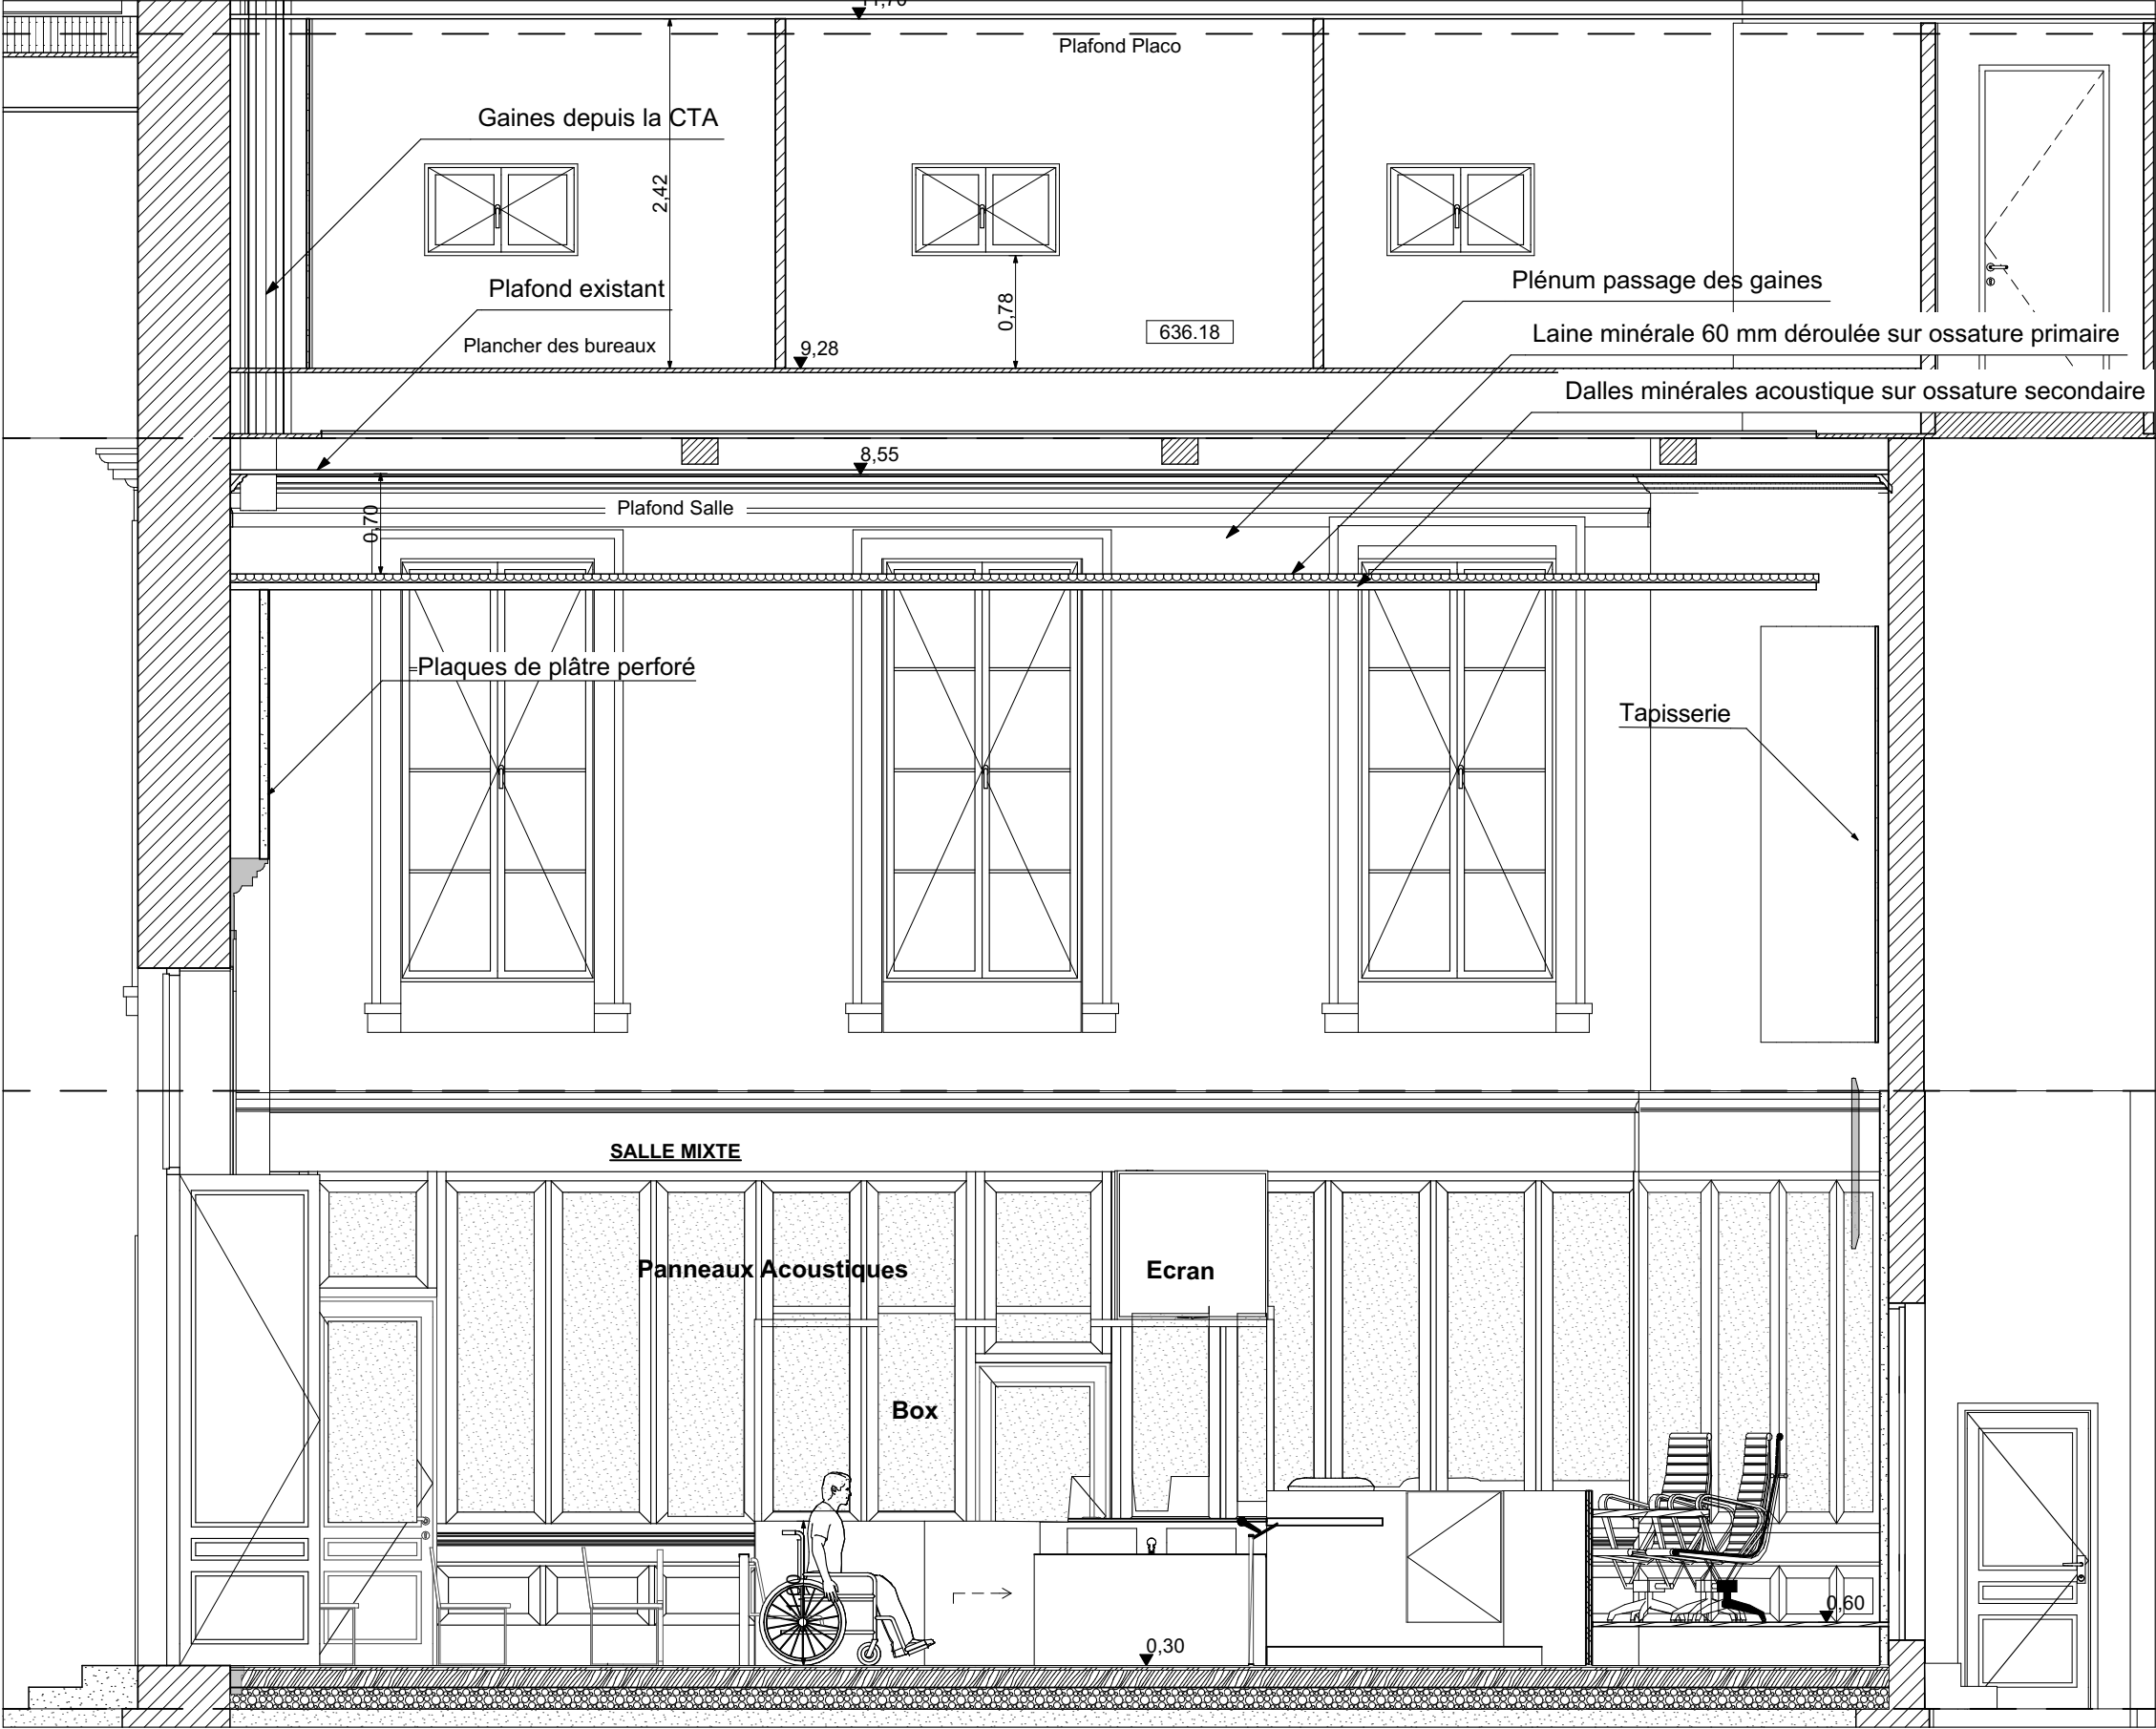 Plafond Placo
Gaines depuis la CTA
2,42
Plafond existant
0,78
Plénum passage des gaines
636.18
Laine minérale 60 mm déroulée sur ossature primaire
Plancher des bureaux
9,28
Dalles minérales acoustique sur ossature secondaire
8,55
Plafond Salle
0,70
Plaques de plâtre perforé
Tapisserie
SALLE MIXTE
Panneaux Acoustiques
Ecran
Box
0,60
0,30